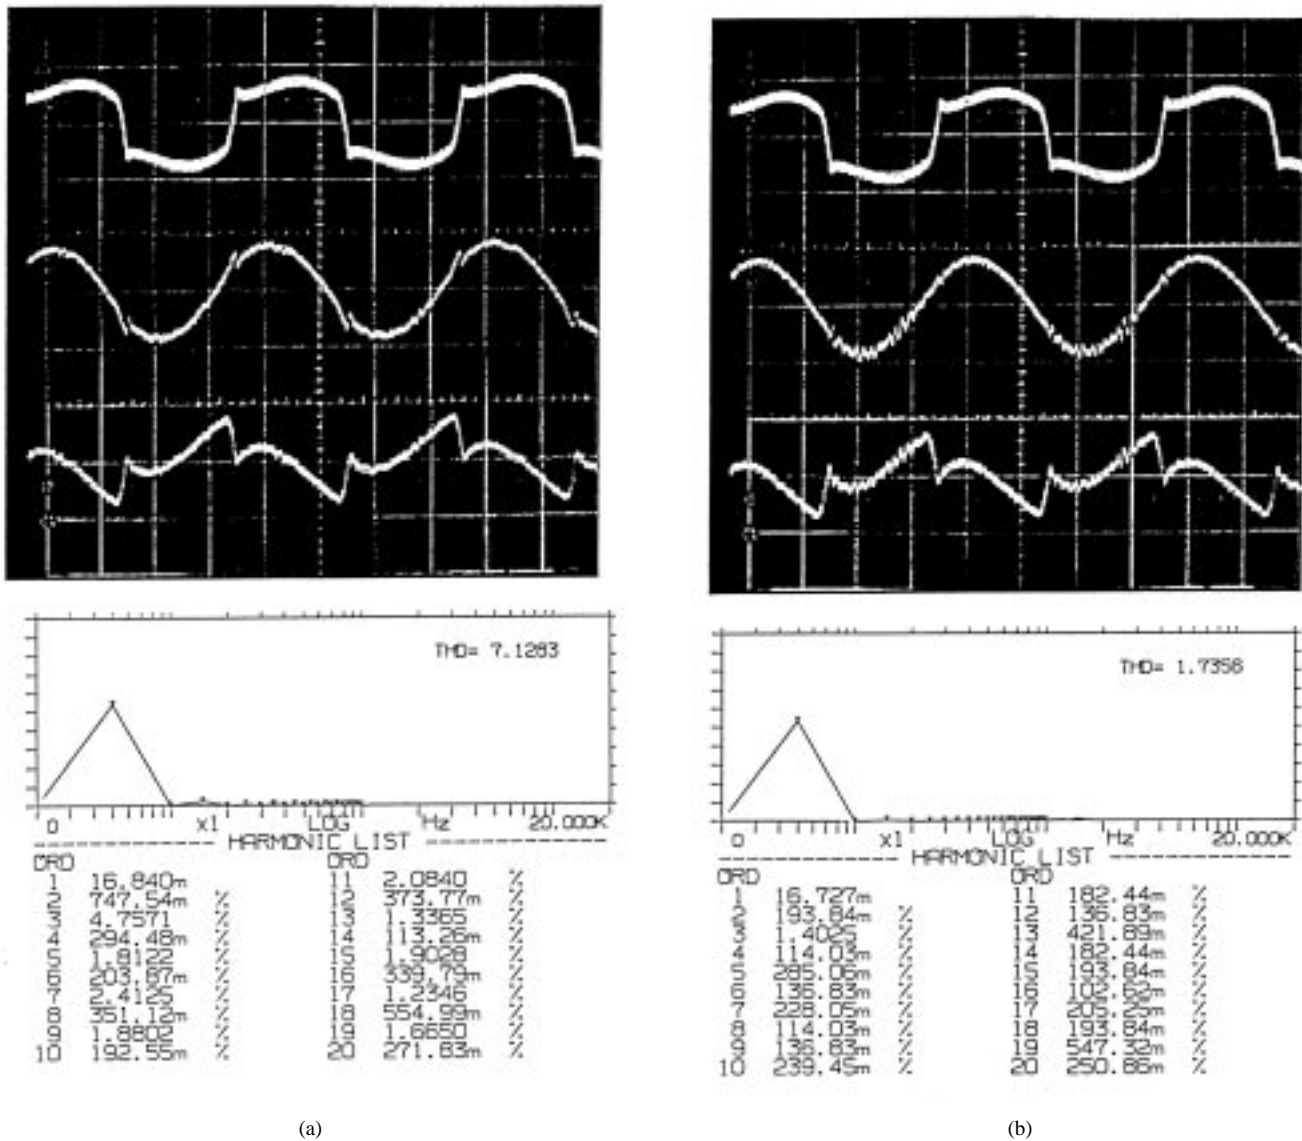 THD= 7.1283
0 x1 LOG Hz 20.000K
HARMONIC LIST
ORD ORD
1 16.840m 11 2.0840 %
2 747.54m % 12 373.77m %
3 4.7571 % 13 1.3365 %
4 294.48m % 14 113.26m %
5 1.8122 % 15 1.9028 %
6 203.87m % 16 339.79m %
7 2.4125 % 17 1.2346 %
8 351.12m % 18 554.99m %
9 1.8802 % 19 1.6650 %
10 192.55m % 20 271.83m %
(a)
THD= 1.7358
0 x1 LOG Hz 20.000K
HARMONIC LIST
ORD ORD
1 16.727m 11 182.44m %
2 193.84m % 12 136.83m %
3 1.4025 % 13 421.89m %
4 114.03m % 14 182.44m %
5 285.06m % 15 193.84m %
6 136.83m % 16 102.62m %
7 228.05m % 17 205.25m %
8 114.03m % 18 193.84m %
9 136.83m % 19 547.32m %
10 239.45m % 20 250.86m %
(b)